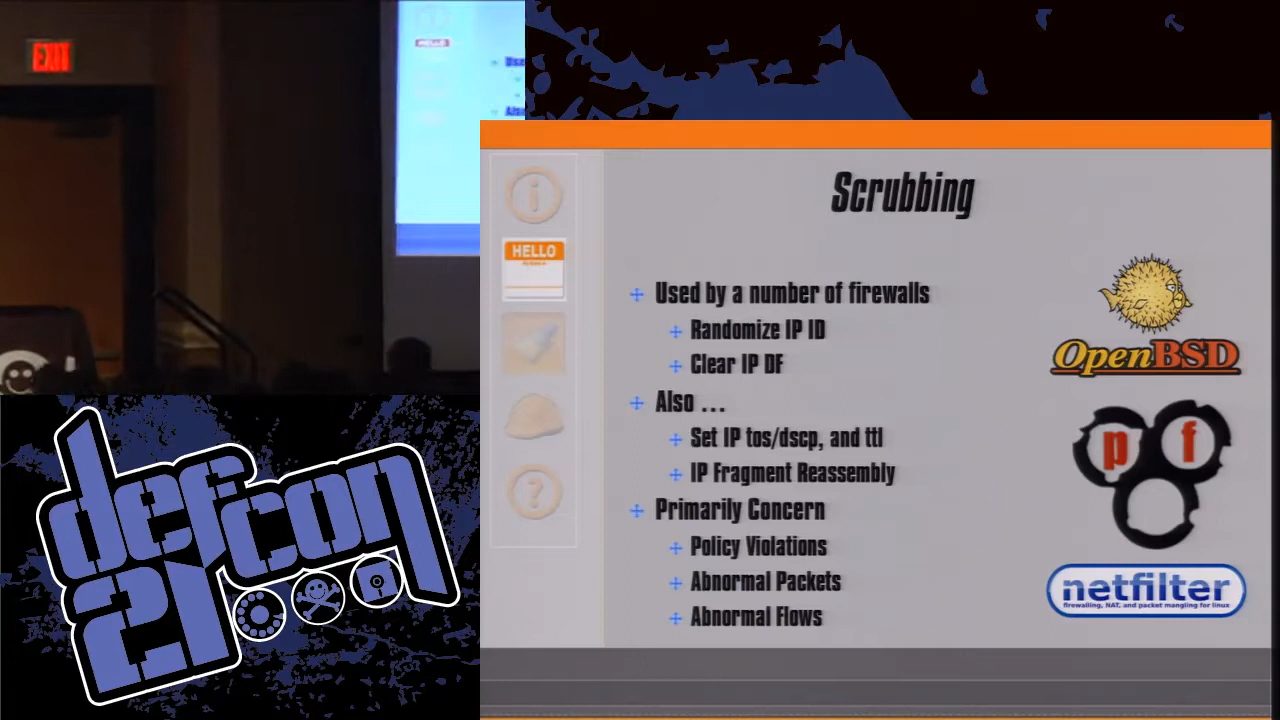 EXIT
HELLO
HELLO
Scrubbing
Used by a number of firewalls
Randomize IP ID
Clear IP DF
Also ...
Set IP tos/dscp, and ttl
IP Fragment Reassembly
Primarily Concern
Policy Violations
Abnormal Packets
Abnormal Flows
OpenBSD
pf
netfilter
firewalling, NAT, and packet mangling for linux
i
?
defcon
21